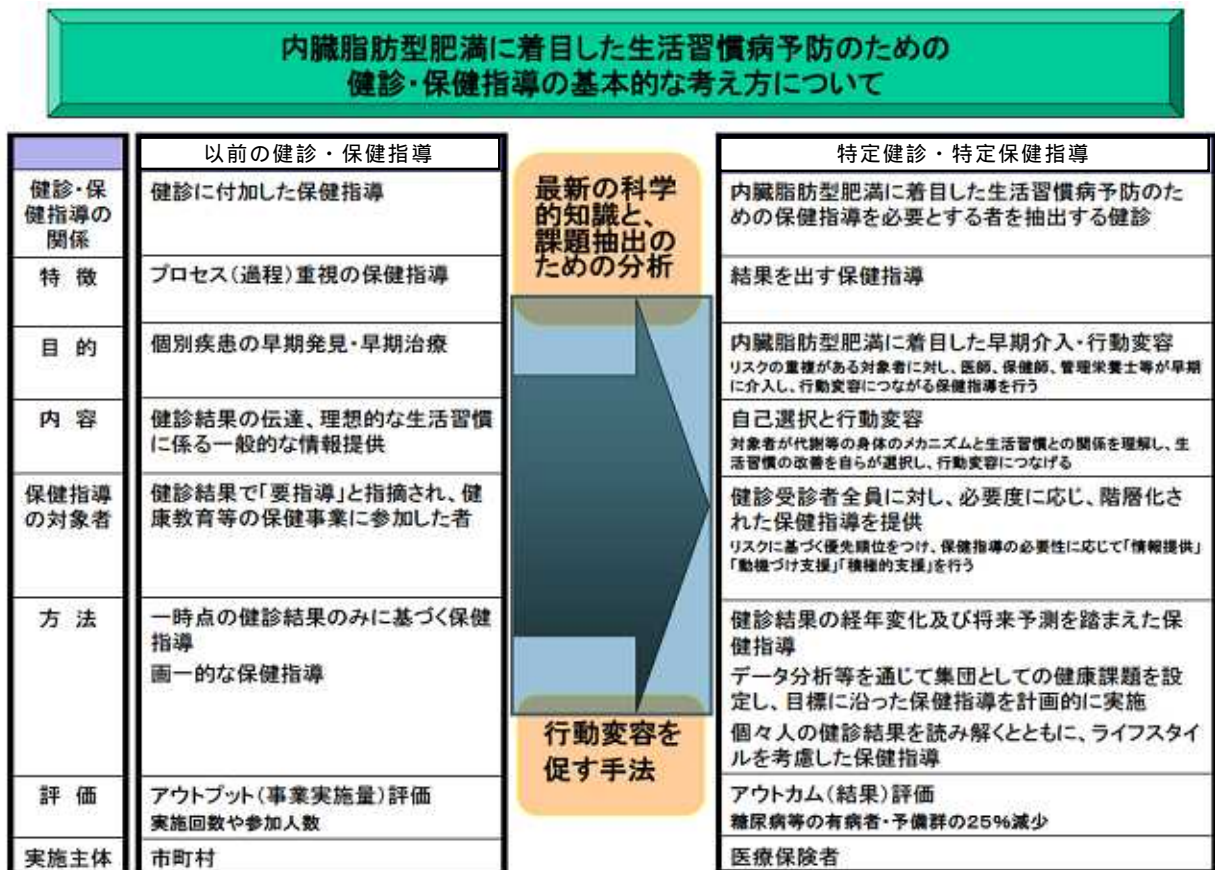 内臓脂肪型肥満に着目した生活習慣病予防のための
健診・保健指導の基本的な考え方について
以前の健診・保健指導
最新の科学
的知識と、
課題抽出の
ための分析
特定健診・特定保健指導
健診・保
健指導の
関係
健診に付加した保健指導
内臓脂肪型肥満に着目した生活習慣病予防のた
めの保健指導を必要とする者を抽出する健診
特 徴
プロセス(過程)重視の保健指導
結果を出す保健指導
目 的
個別疾患の早期発見・早期治療
内臓脂肪型肥満に着目した早期介入・行動変容
リスクの重複がある対象者に対し、医師、保健師、管理栄養士等が早期
に介入し、行動変容につながる保健指導を行う
内 容
健診結果の伝達、理想的な生活習慣
に係る一般的な情報提供
自己選択と行動変容
対象者が代謝等の身体のメカニズムと生活習慣との関係を理解し、生
活習慣の改善を自らが選択し、行動変容につなげる
保健指導
の対象者
健診結果で「要指導」と指摘され、健
康教育等の保健事業に参加した者
健診受診者全員に対し、必要度に応じ、階層化さ
れた保健指導を提供
リスクに基づく優先順位をつけ、保健指導の必要性に応じて「情報提供」
「動機づけ支援」「積極的支援」を行う
方 法
一時点の健診結果のみに基づく保健
指導
画一的な保健指導
健診結果の経年変化及び将来予測を踏まえた保
健指導
データ分析等を通じて集団としての健康課題を設
定し、目標に沿った保健指導を計画的に実施
個々人の健診結果を読み解くとともに、ライフスタイ
ルを考慮した保健指導
行動変容を
促す手法
評 価
アウトプット(事業実施量)評価
実施回数や参加人数
アウトカム(結果)評価
糖尿病等の有病者・予備群の25%減少
実施主体
市町村
医療保険者